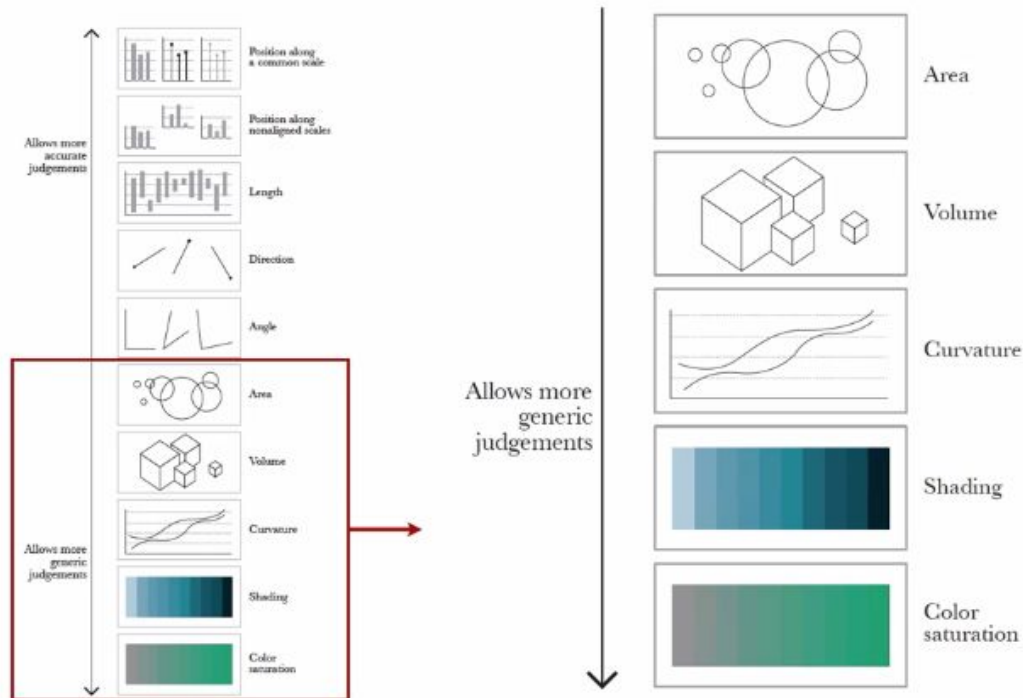 Allows more
accurate
judgements
Position along
a common scale
Position along
nonaligned scales
Length
Direction
Angle
Area
Volume
Curvature
Shading
Color
saturation
Allows more
generic
judgements
Allows more
generic
judgements
Area
Volume
Curvature
Shading
Color
saturation